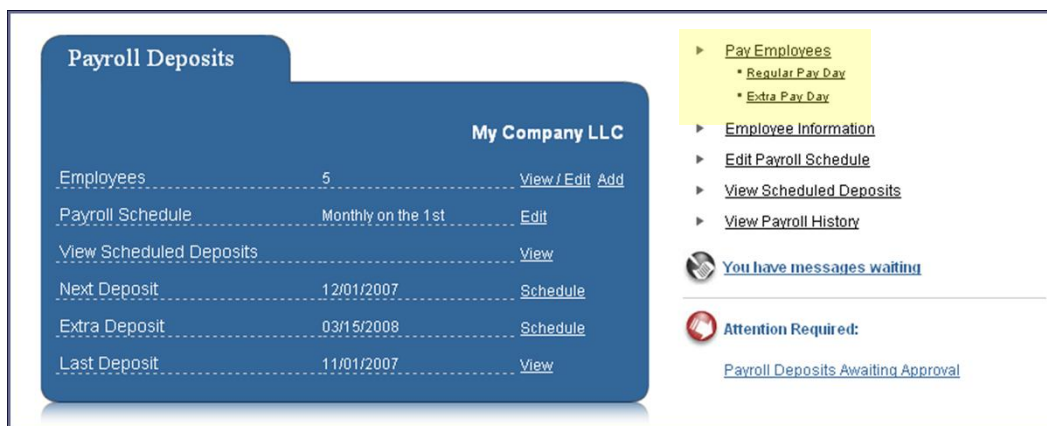 Payroll Deposits
My Company LLC
Employees 5 View / Edit Add
Payroll Schedule Monthly on the 1st Edit
View Scheduled Deposits View
Next Deposit 12/01/2007 Schedule
Extra Deposit 03/15/2008 Schedule
Last Deposit 11/01/2007 View
Pay Employees
Regular Pay Day
Extra Pay Day
Employee Information
Edit Payroll Schedule
View Scheduled Deposits
View Payroll History
You have messages waiting
Attention Required:
Payroll Deposits Awaiting Approval